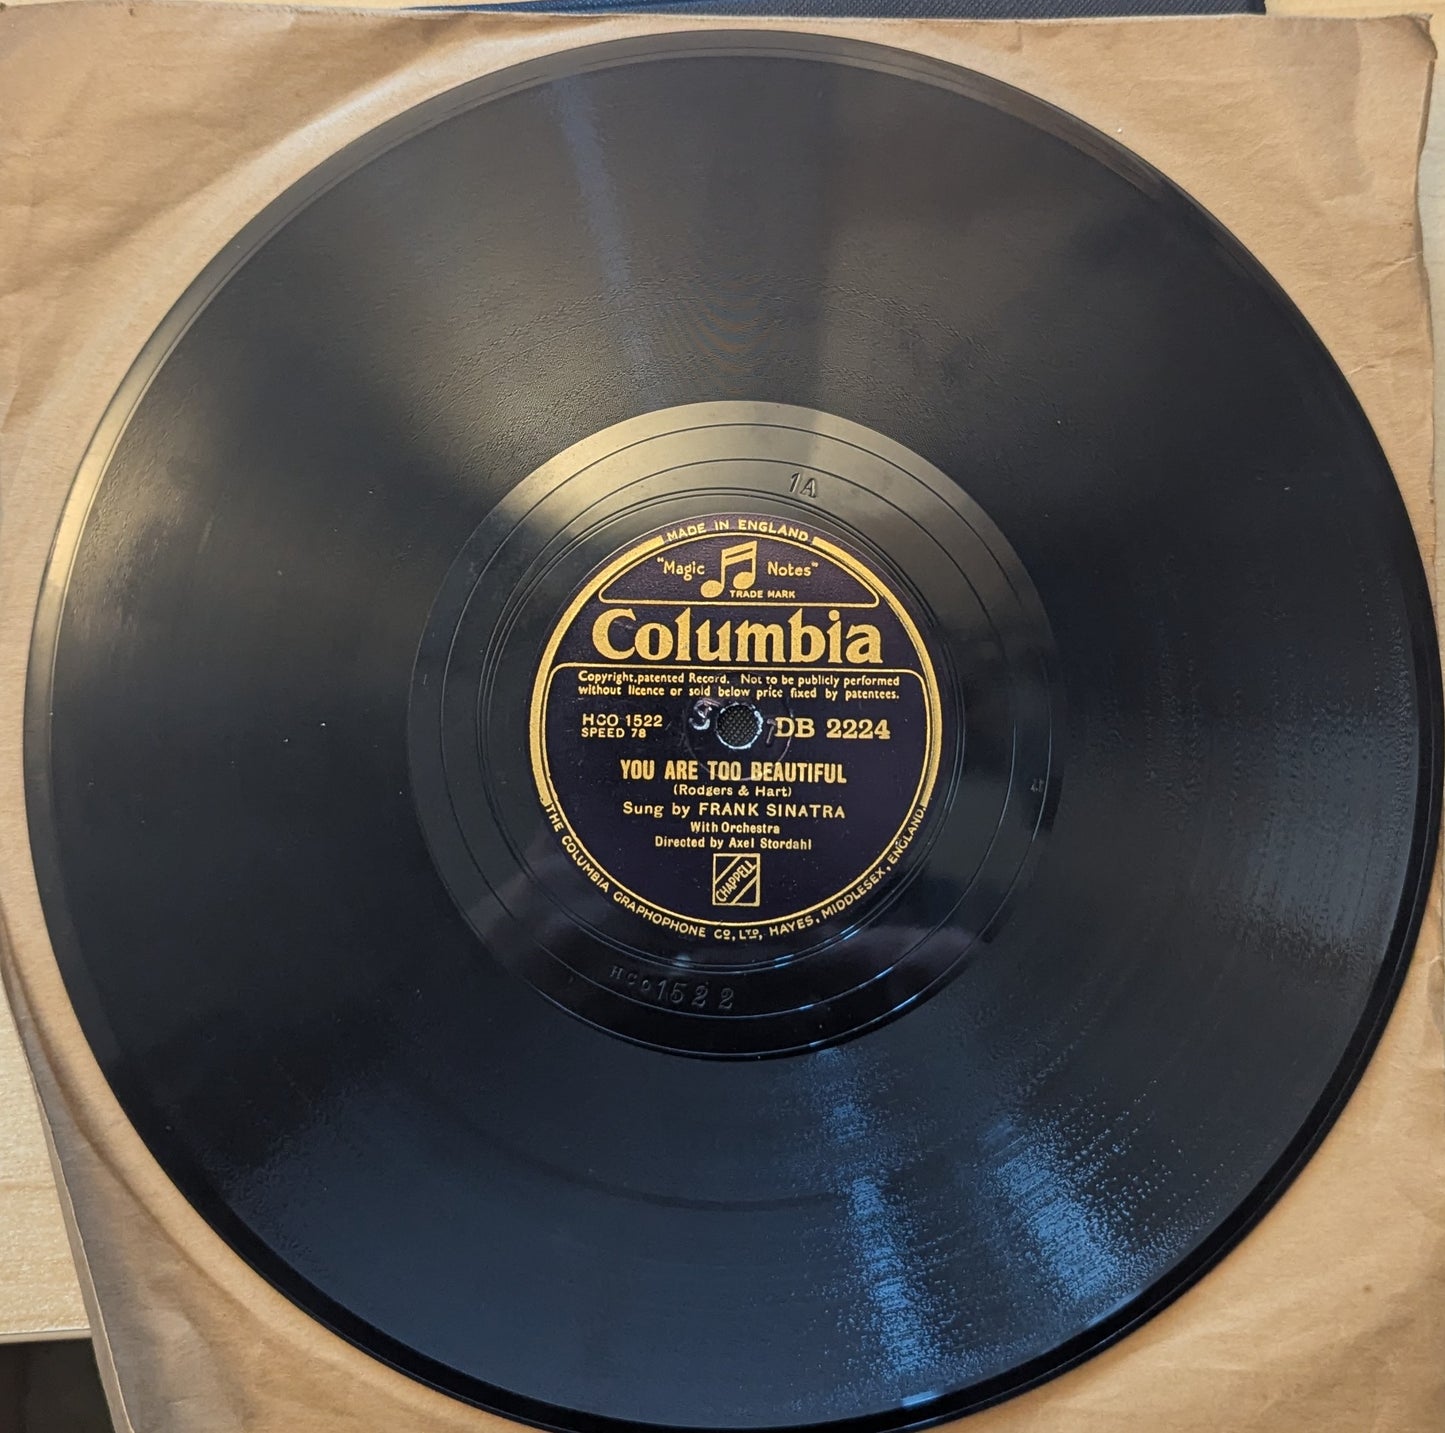 1A
MADE IN ENGLAND
"Magic Notes"
TRADE MARK
Columbia
Copyright, patented Record. Not to be publicly performed
without licence or sold below price fixed by patentees.
HCO 1522
SPEED 78
DB 2224
YOU ARE TOO BEAUTIFUL
(Rodgers & Hart)
Sung by FRANK SINATRA
With Orchestra
Directed by Axel Stordahl
CHAPPELL
THE COLUMBIA GRAPHOPHONE CO, LTD, HAYES, MIDDLESEX, ENGLAND.
HCO1522